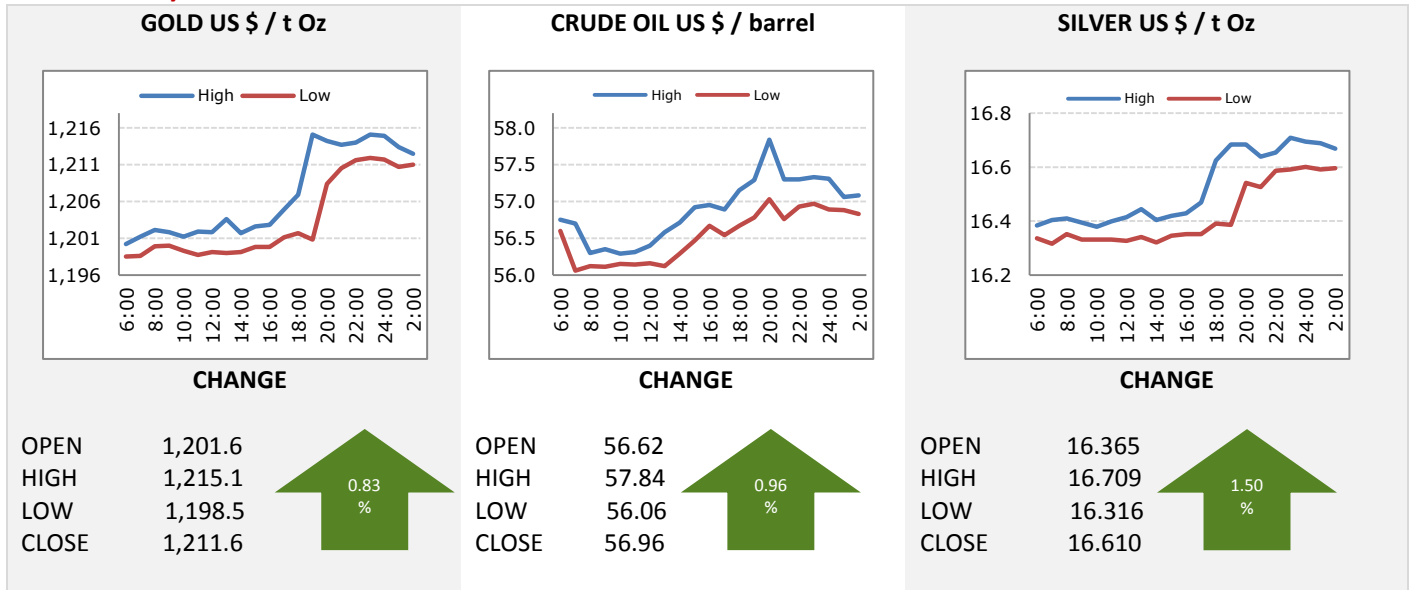 GOLD US $ / t Oz
High Low
1,216
1,211
1,206
1,201
1,196
6:00 8:00 10:00 12:00 14:00 16:00 18:00 20:00 22:00 24:00 2:00
CHANGE
OPEN 1,201.6
HIGH 1,215.1
LOW 1,198.5
CLOSE 1,211.6
0.83
%
CRUDE OIL US $ / barrel
High Low
58.0
57.5
57.0
56.5
56.0
6:00 8:00 10:00 12:00 14:00 16:00 18:00 20:00 22:00 24:00 2:00
CHANGE
OPEN 56.62
HIGH 57.84
LOW 56.06
CLOSE 56.96
0.96
%
SILVER US $ / t Oz
High Low
16.8
16.6
16.4
16.2
6:00 8:00 10:00 12:00 14:00 16:00 18:00 20:00 22:00 24:00 2:00
CHANGE
OPEN 16.365
HIGH 16.709
LOW 16.316
CLOSE 16.610
1.50
%